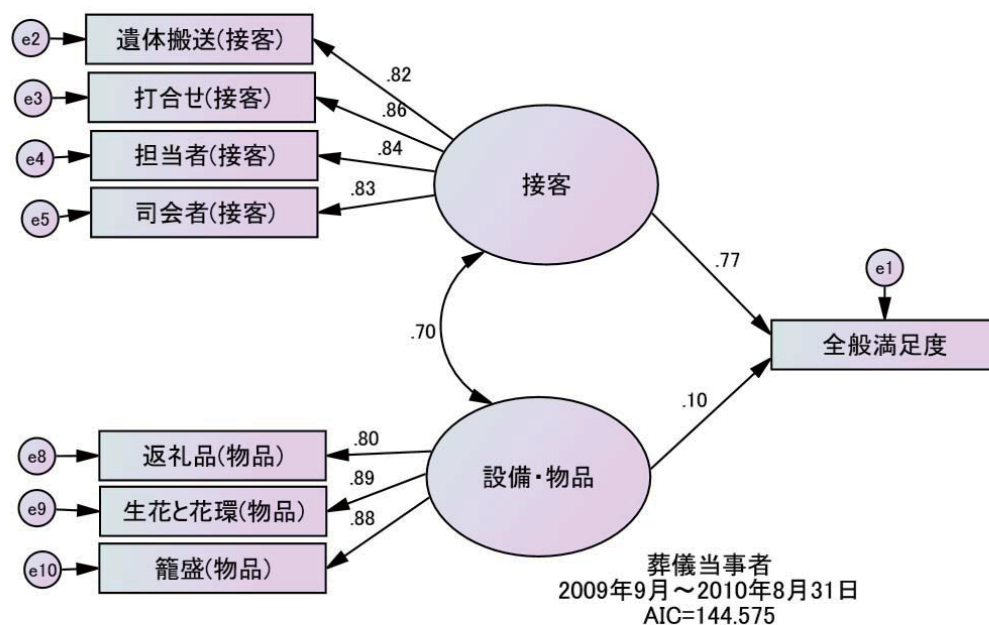 e2
遺体搬送(接客)
.82
e3
打合せ(接客)
.86
e4
担当者(接客)
.84
e5
司会者(接客)
.83
接客
.77
e1
全般満足度
.70
.10
e8
返礼品(物品)
.80
e9
生花と花環(物品)
.89
e10
籠盛(物品)
.88
設備・物品
葬儀当事者
2009年9月～2010年8月31日
AIC=144.575